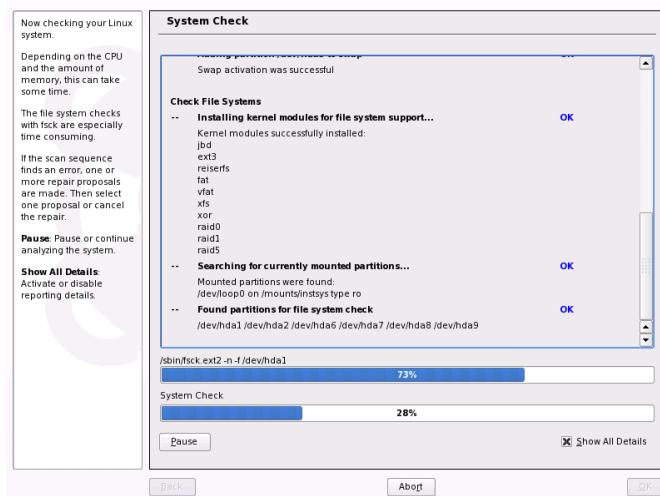 Now checking your Linux
system.
Depending on the CPU
and the amount of
memory, this can take
some time.
The file system checks
with fsck are especially
time consuming.
If the scan sequence
finds an error, one or
more repair proposals
are made. Then select
one proposal or cancel
the repair.
Pause: Pause or continue
analyzing the system.
Show All Details:
Activate or disable
reporting details.
System Check
Swap activation was successful
Check File Systems
-- Installing kernel modules for file system support... OK
Kernel modules successfully installed:
jbd
ext3
reiserfs
fat
vfat
xfs
xor
raid0
raid1
raid5
-- Searching for currently mounted partitions... OK
Mounted partitions were found:
/dev/loop0 on /mounts/instsys type ro
-- Found partitions for file system check OK
/dev/hda1 /dev/hda2 /dev/hda6 /dev/hda7 /dev/hda8 /dev/hda9
/sbin/fsck.ext2 -n -f /dev/hda1
73%
System Check
28%
Pause Show All Details
Back Abort OK